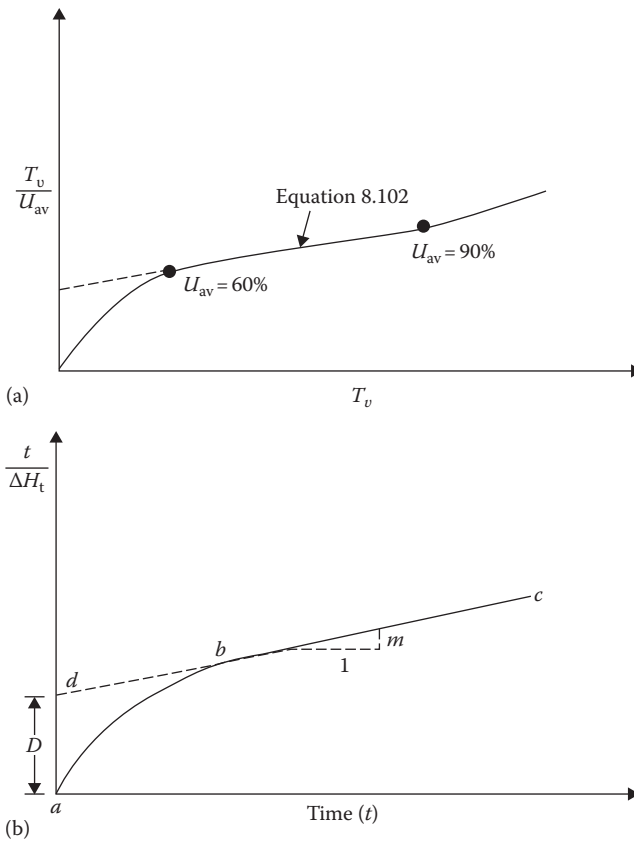 T_v
U_av
Equation 8.102
U_av = 90%
U_av = 60%
(a)
T_v
t
ΔH_t
c
b
m
1
d
D
a
Time (t)
(b)